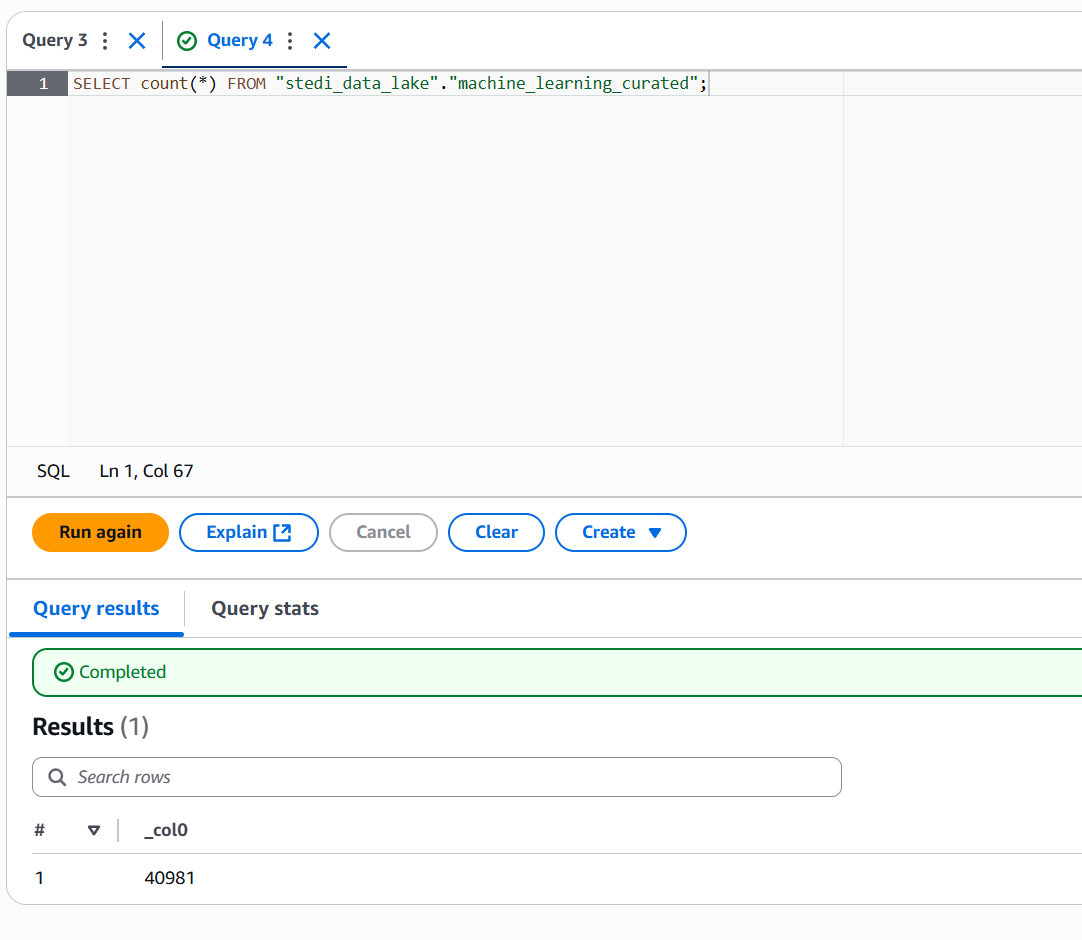 Query 3
Query 4
1 SELECT count(*) FROM "stedi_data_lake"."machine_learning_curated";
SQL Ln 1, Col 67
Run again Explain Cancel Clear Create
Query results Query stats
Completed
Results (1)
Search rows
# _col0
1 40981